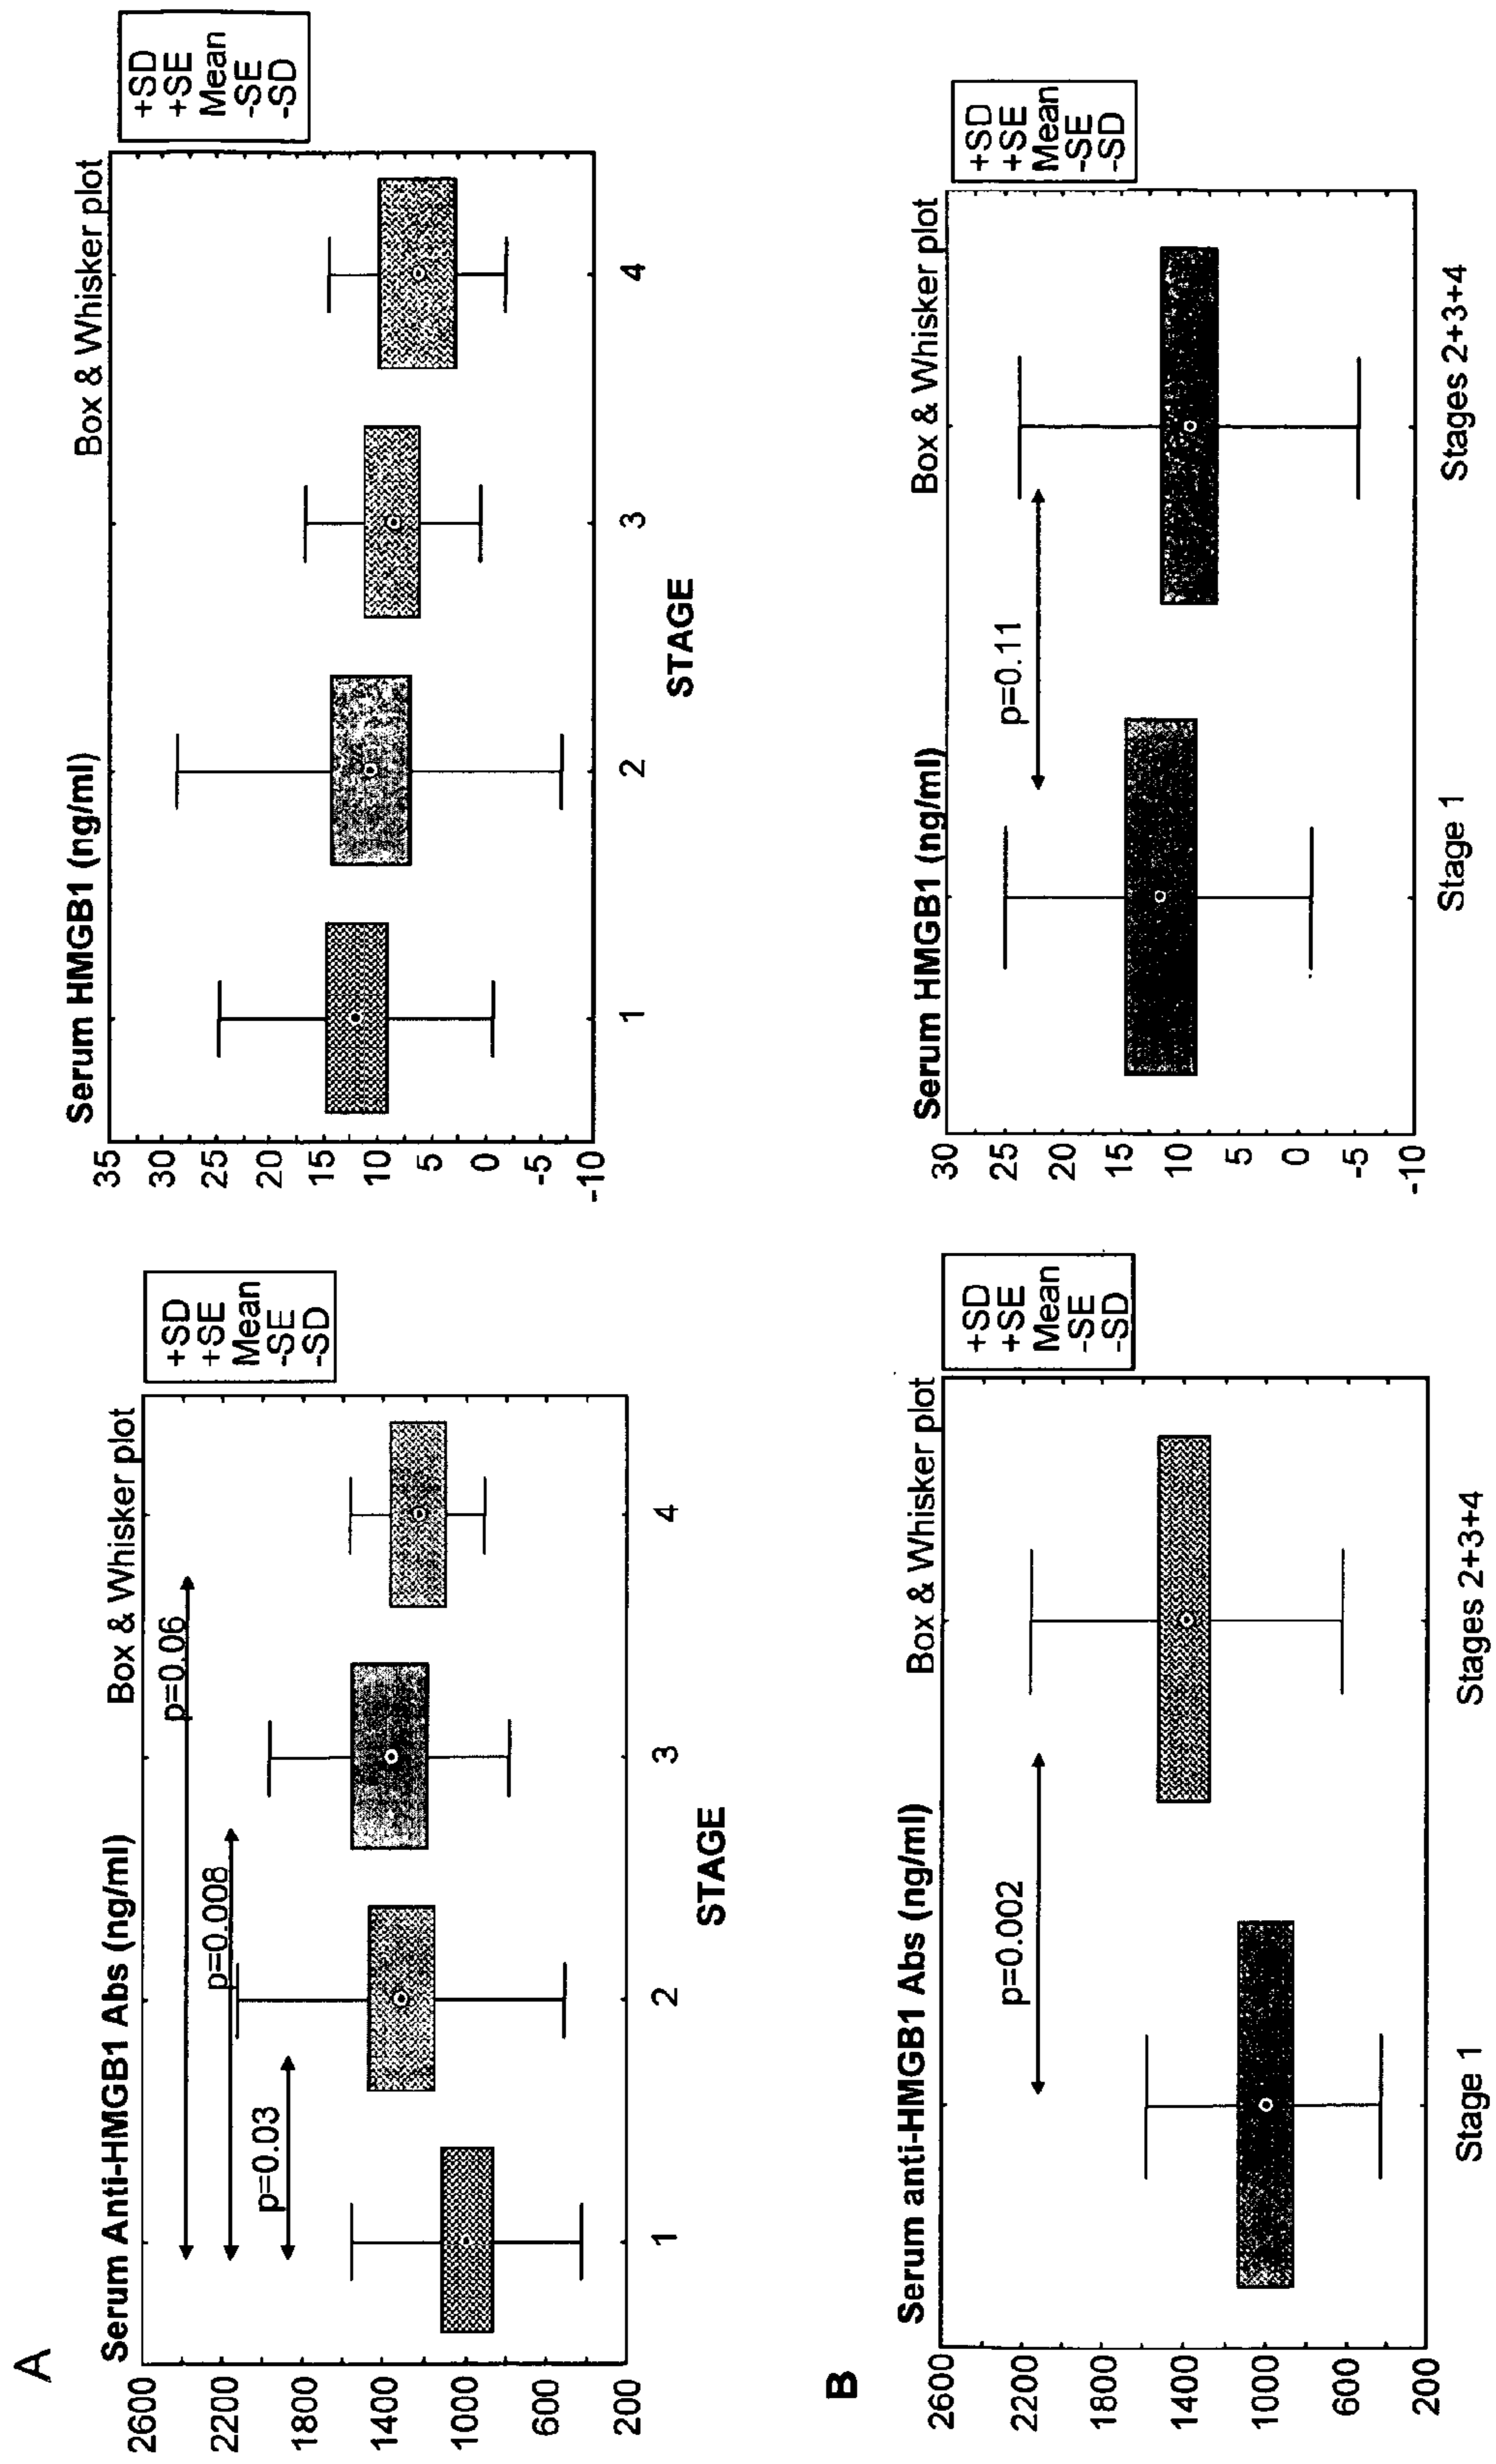 A
Serum Anti-HMGB1 Abs (ng/ml)
Box & Whisker plot
2600
2200
1800
1400
1000
600
200
p=0.06
p=0.008
p=0.03
1
2
3
4
STAGE
+SD
+SE
Mean
-SE
-SD
Serum HMGB1 (ng/ml)
Box & Whisker plot
35
30
25
20
15
10
5
0
-5
-10
1
2
3
4
STAGE
+SD
+SE
Mean
-SE
-SD
B
Serum anti-HMGB1 Abs (ng/ml)
Box & Whisker plot
2600
2200
1800
1400
1000
600
200
p=0.002
Stage 1
Stages 2+3+4
+SD
+SE
Mean
-SE
-SD
Serum HMGB1 (ng/ml)
Box & Whisker plot
30
25
20
15
10
5
0
-5
-10
p=0.11
Stage 1
Stages 2+3+4
+SD
+SE
Mean
-SE
-SD